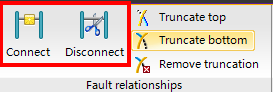 Connect Disconnect
Truncate top
Truncate bottom
Remove truncation
Fault relationships